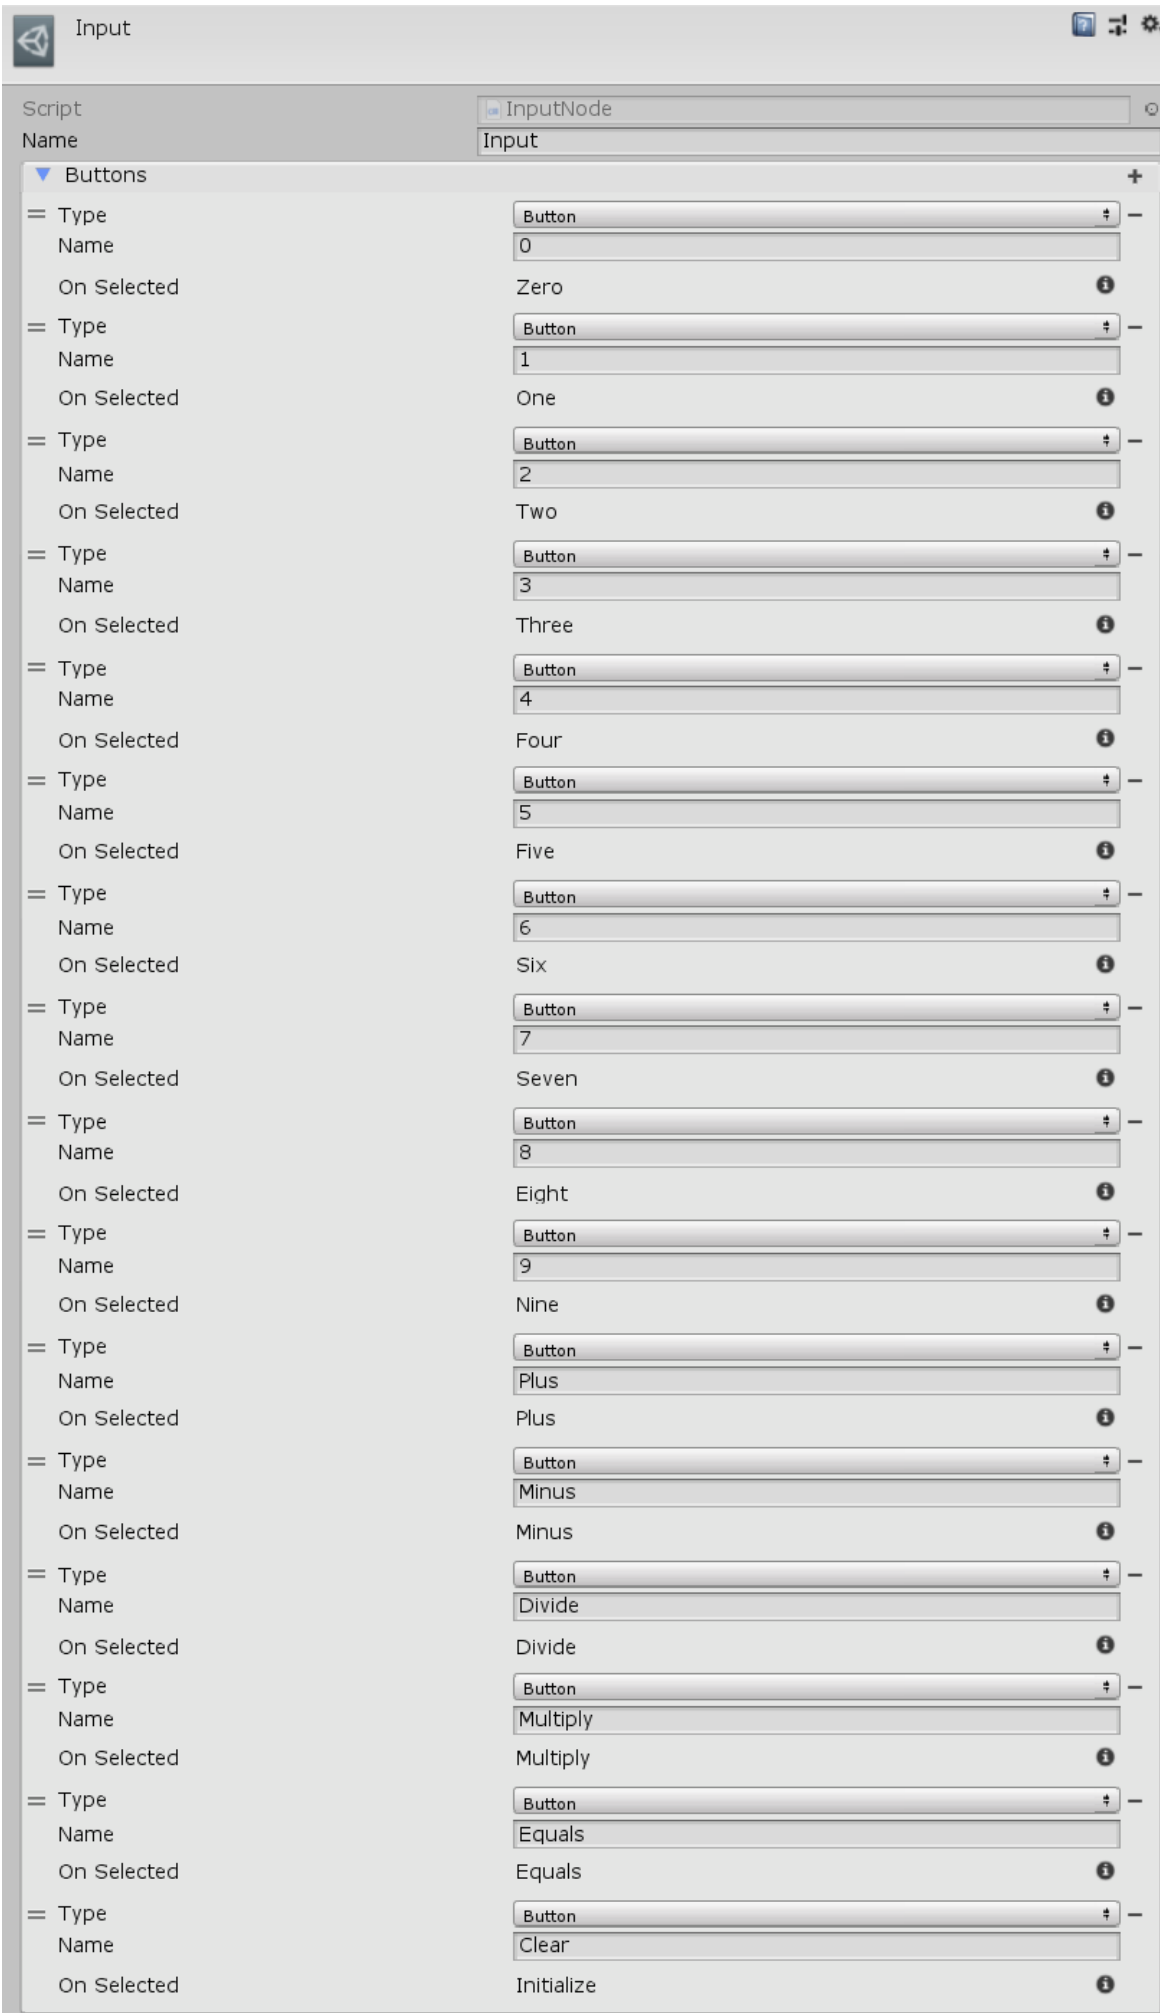 Input
Script InputNode
Name Input
Buttons
Type Button
Name 0
On Selected Zero
Type Button
Name 1
On Selected One
Type Button
Name 2
On Selected Two
Type Button
Name 3
On Selected Three
Type Button
Name 4
On Selected Four
Type Button
Name 5
On Selected Five
Type Button
Name 6
On Selected Six
Type Button
Name 7
On Selected Seven
Type Button
Name 8
On Selected Eight
Type Button
Name 9
On Selected Nine
Type Button
Name Plus
On Selected Plus
Type Button
Name Minus
On Selected Minus
Type Button
Name Divide
On Selected Divide
Type Button
Name Multiply
On Selected Multiply
Type Button
Name Equals
On Selected Equals
Type Button
Name Clear
On Selected Initialize